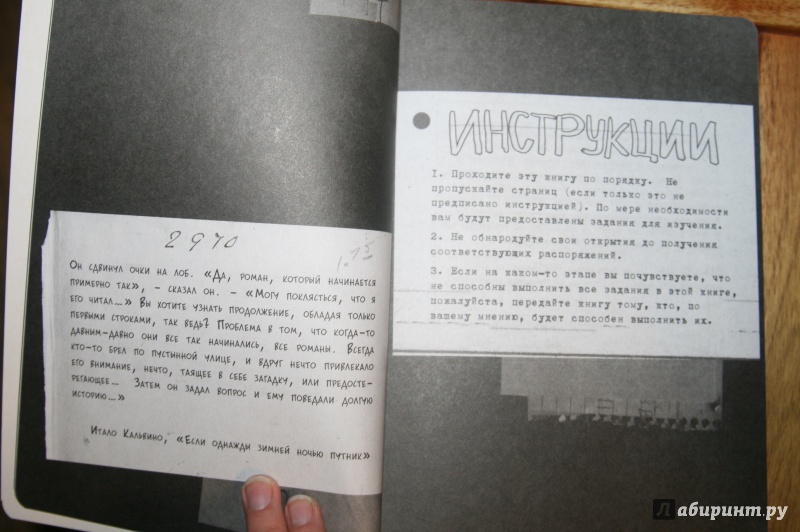 2970
1.75
Он сдвинул очки на лоб. «Да, роман, который начинается
примерно так», – сказал он. – «Могу поклясться, что я
его читал...» Вы хотите узнать продолжение, обладая только
первыми строками, так ведь? Проблема в том, что когда-то
давным-давно они все так начинались, все романы. Всегда
кто-то брел по пустинной улице, и вдруг нечто привлекало
его внимание, нечто, таящее в себе загадку, или предосте-
регающее... Затем он задал вопрос и ему поведали долгую
историю...»
Итало Кальвино, «Если однажды зимней ночью путник»
ИНСТРУКЦИИ
1. Проходите эту книгу по порядку. Не
пропускайте страниц (если только это не
предписано инструкцией). По мере необходимости
вам будут предоставлены задания для изучения.
2. Не обнародуйте свои открытия до получения
соответствующих распоряжений.
3. Если на каком-то этапе вы почувствуете, что
не способны выполнить все задания в этой книге,
пожалуйста, передайте книгу тому, кто, по
вашему мнению, будет способен выполнить их.
Лабиринт.ру